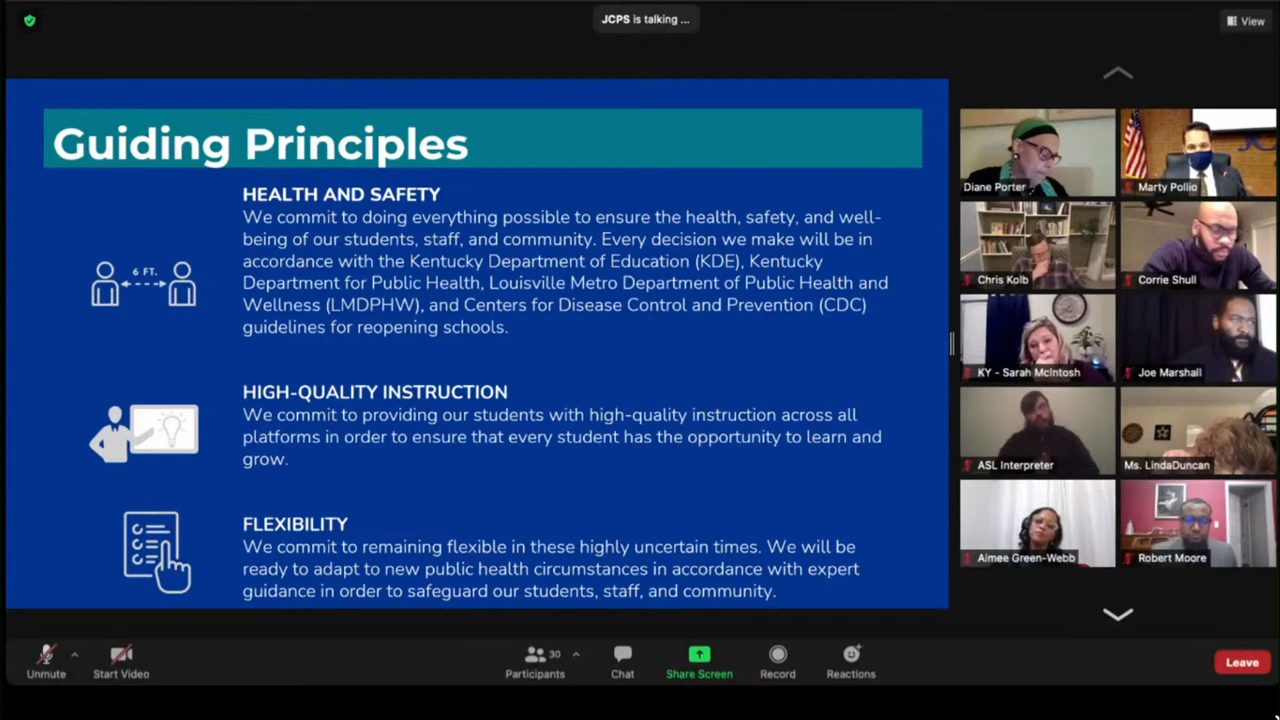 JCPS is talking ...
View
Guiding Principles
HEALTH AND SAFETY
We commit to doing everything possible to ensure the health, safety, and well-
being of our students, staff, and community. Every decision we make will be in
accordance with the Kentucky Department of Education (KDE), Kentucky
Department for Public Health, Louisville Metro Department of Public Health and
Wellness (LMDPHW), and Centers for Disease Control and Prevention (CDC)
guidelines for reopening schools.
6 FT.
HIGH-QUALITY INSTRUCTION
We commit to providing our students with high-quality instruction across all
platforms in order to ensure that every student has the opportunity to learn and
grow.
FLEXIBILITY
We commit to remaining flexible in these highly uncertain times. We will be
ready to adapt to new public health circumstances in accordance with expert
guidance in order to safeguard our students, staff, and community.
Diane Porter
Marty Pollio
Chris Kolb
Corrie Shull
KY - Sarah McIntosh
Joe Marshall
ASL Interpreter
Ms. LindaDuncan
Aimee Green-Webb
Robert Moore
Unmute
Start Video
30
Participants
Chat
Share Screen
Record
Reactions
Leave